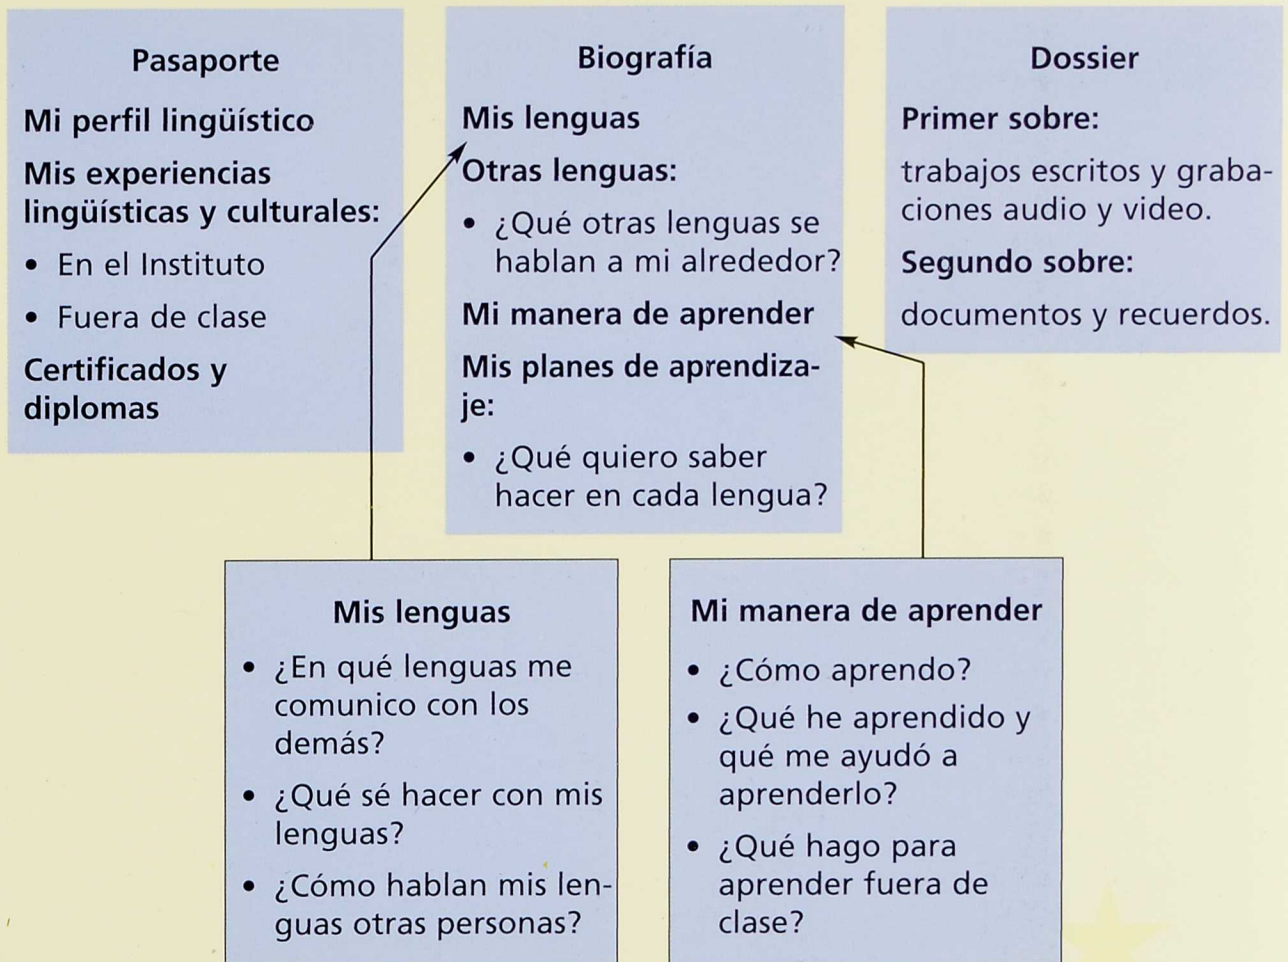 Pasaporte
Mi perfil lingüístico
Mis experiencias
lingüísticas y culturales:
• En el Instituto
• Fuera de clase
Certificados y
diplomas
Biografía
Mis lenguas
Otras lenguas:
• ¿Qué otras lenguas se
hablan a mi alrededor?
Mi manera de aprender
Mis planes de aprendiza-
je:
• ¿Qué quiero saber
hacer en cada lengua?
Dossier
Primer sobre:
trabajos escritos y graba-
ciones audio y video.
Segundo sobre:
documentos y recuerdos.
Mis lenguas
• ¿En qué lenguas me
comunico con los
demás?
• ¿Qué sé hacer con mis
lenguas?
• ¿Cómo hablan mis len-
guas otras personas?
Mi manera de aprender
• ¿Cómo aprendo?
• ¿Qué he aprendido y
qué me ayudó a
aprenderlo?
• ¿Qué hago para
aprender fuera de
clase?